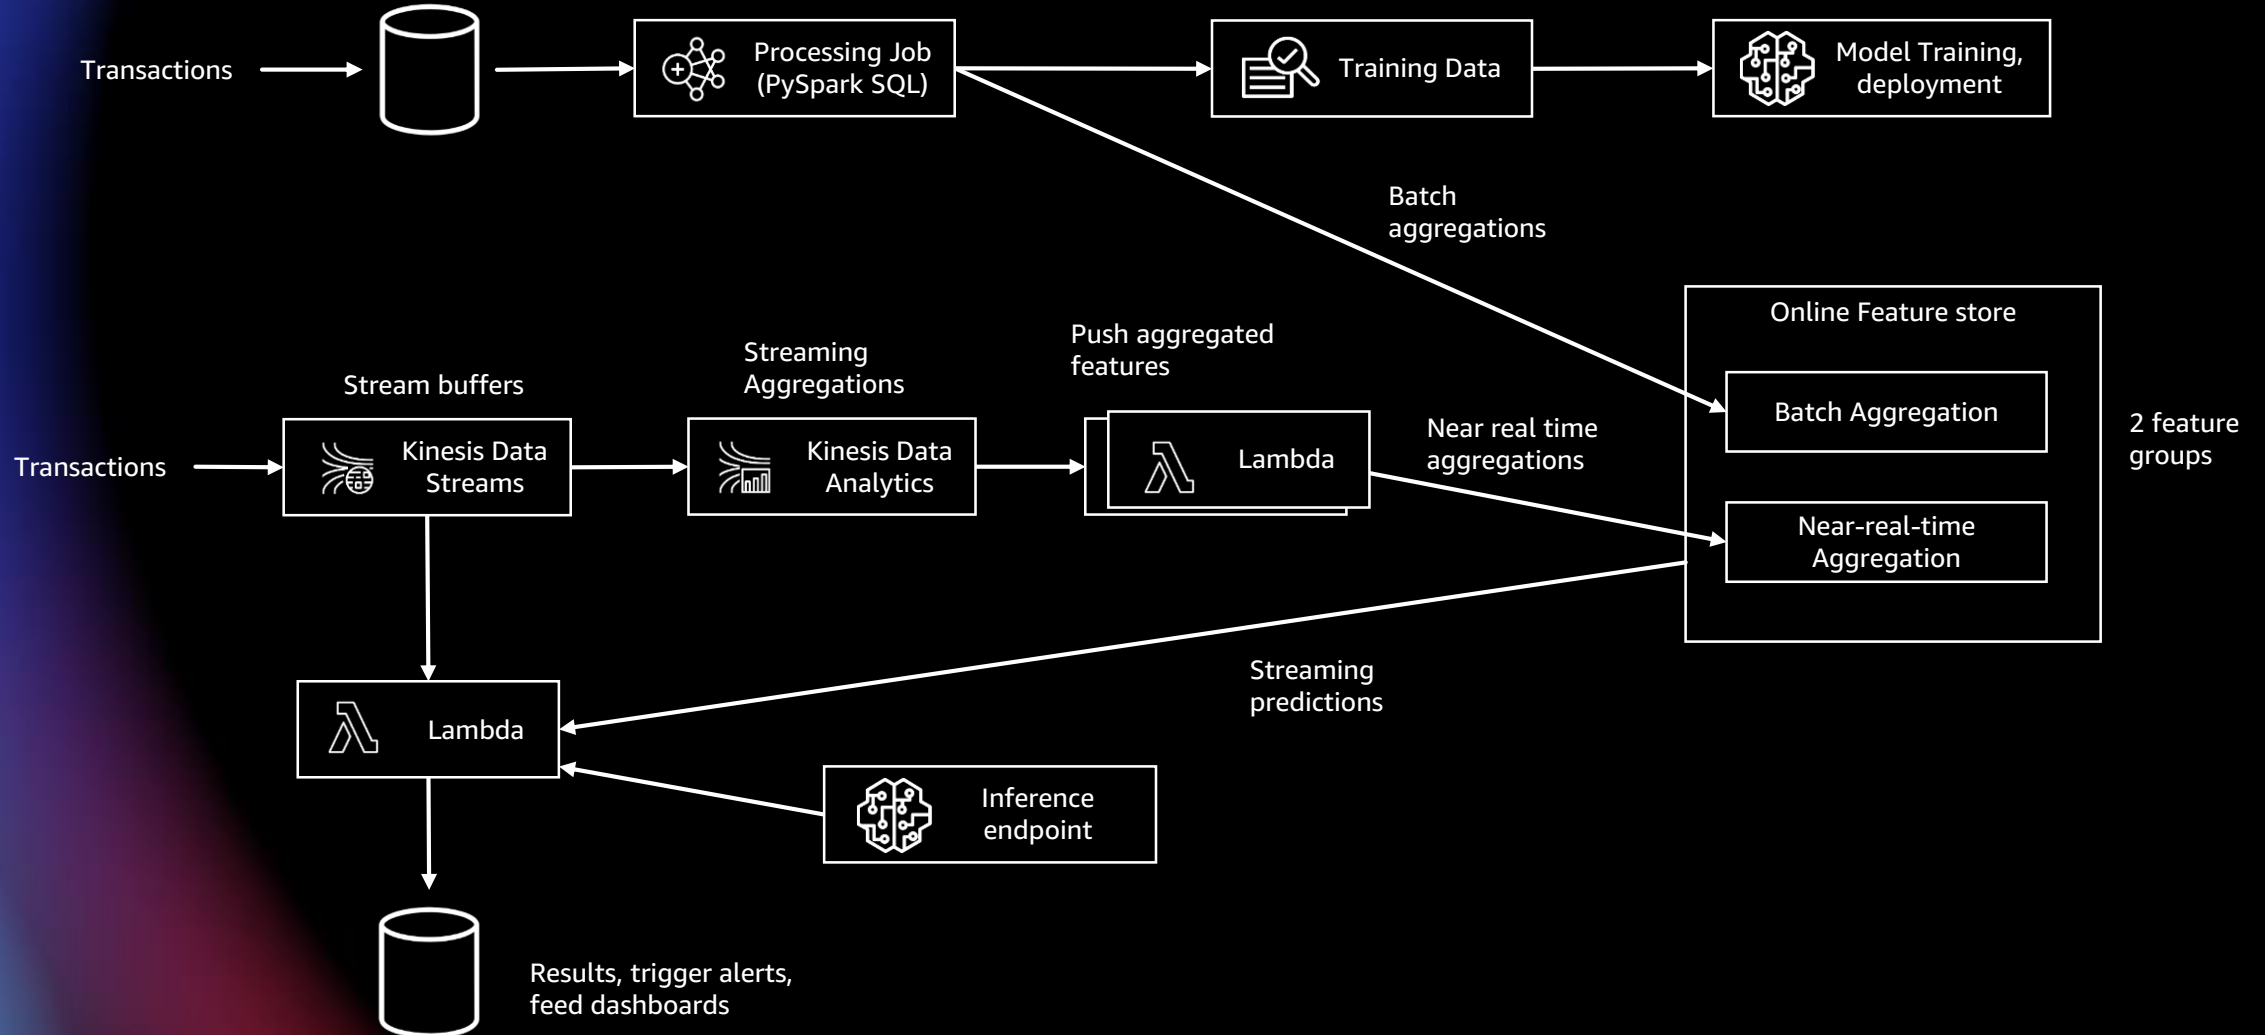 Transactions
Processing Job
(PySpark SQL)
Training Data
Model Training,
deployment
Batch
aggregations
Online Feature store
Batch Aggregation
Near-real-time
Aggregation
2 feature
groups
Push aggregated
features
Streaming
Aggregations
Stream buffers
Transactions
Kinesis Data
Streams
Kinesis Data
Analytics
Lambda
Near real time
aggregations
Streaming
predictions
Lambda
Inference
endpoint
Results, trigger alerts,
feed dashboards